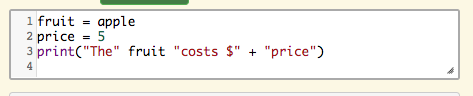 1 fruit = apple
2 price = 5
3 print("The" fruit "costs $" + "price")
4